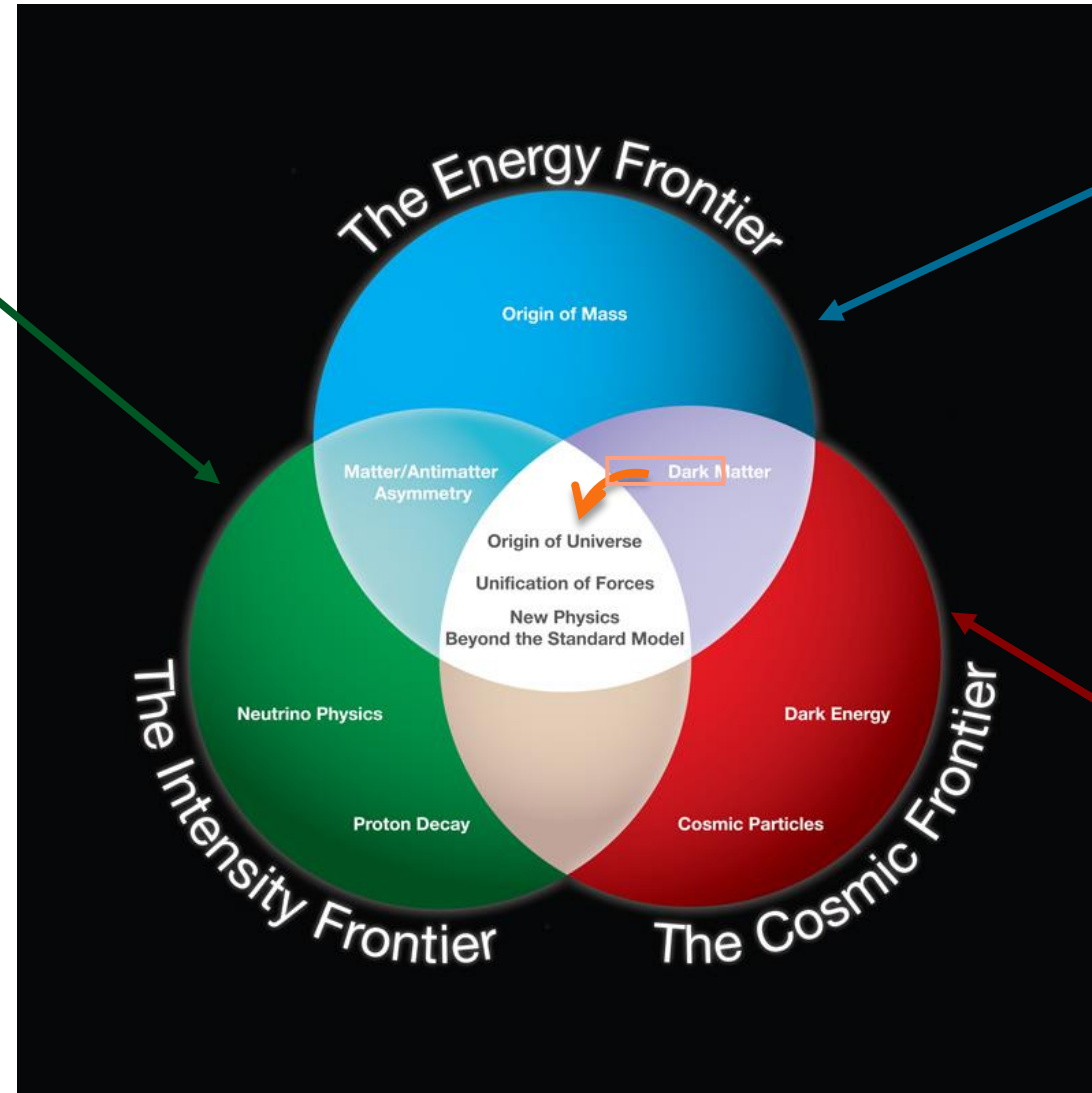 The Energy Frontier
Origin of Mass
Matter/Antimatter
Asymmetry
Dark Matter
Origin of Universe
Unification of Forces
New Physics
Beyond the Standard Model
Neutrino Physics
Dark Energy
Proton Decay
Cosmic Particles
The Intensity Frontier
The Cosmic Frontier